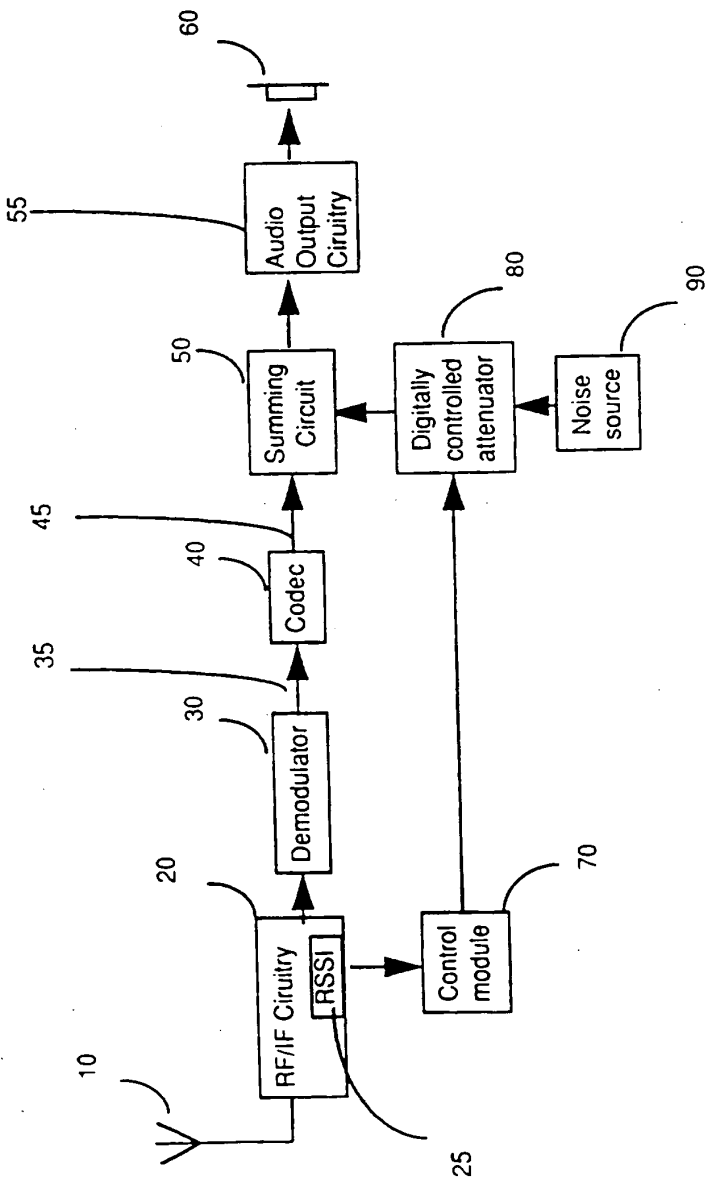 10
20
RF/IF Ciruitry
RSSI
25
30
Demodulator
35
40
Codec
45
50
Summing
Circuit
55
Audio
Output
Ciruitry
60
70
Control
module
80
Digitally
controlled
attenuator
90
Noise
source